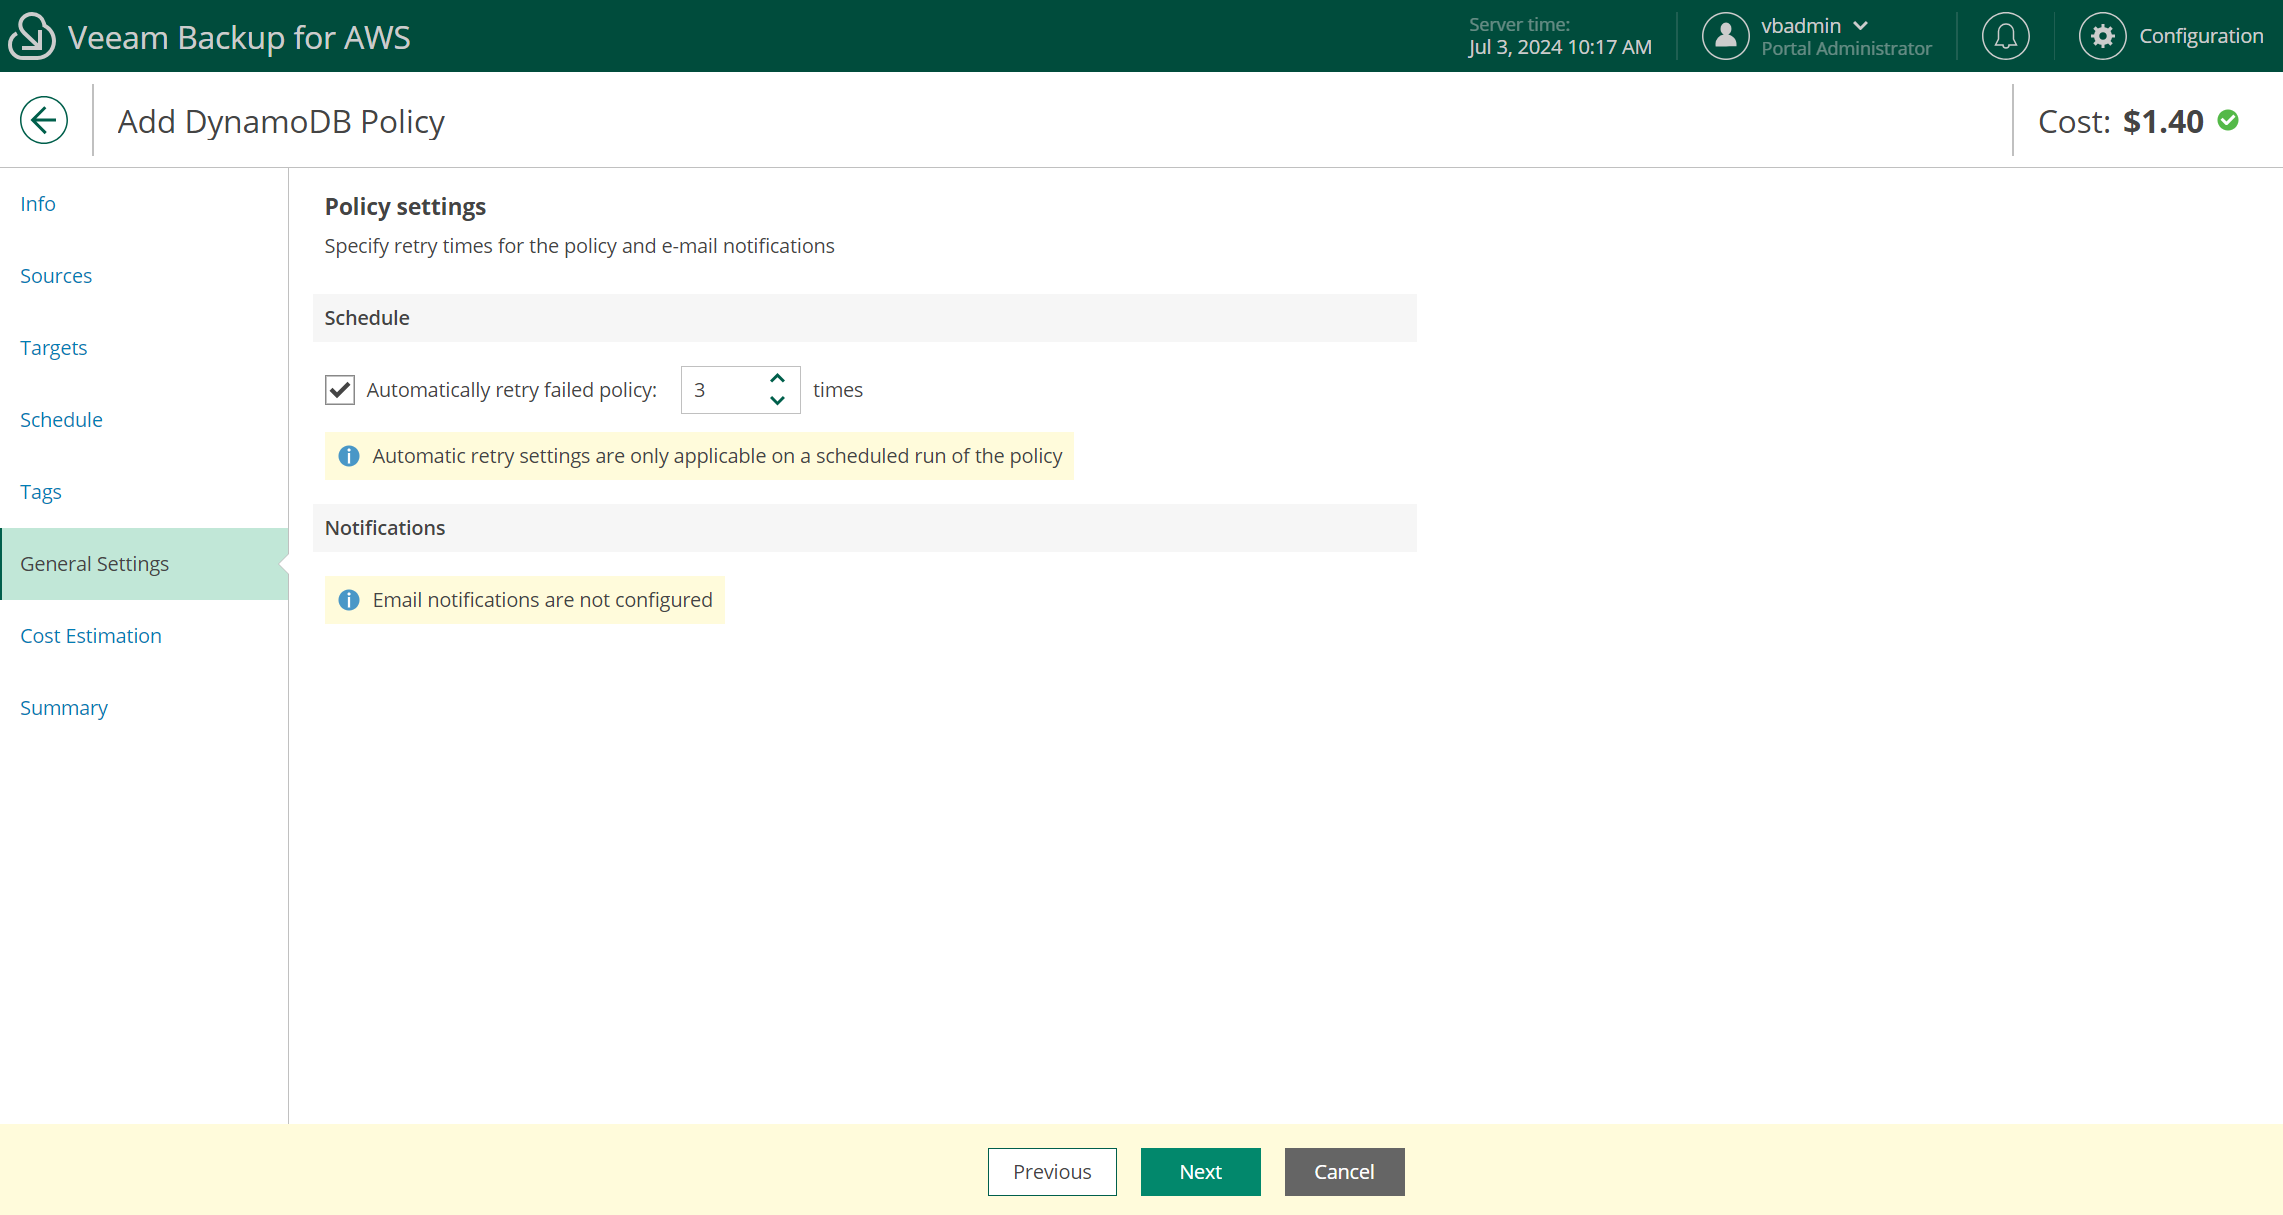 Veeam Backup for AWS
Server time:
Jul 3, 2024 10:17 AM
vbadmin
Portal Administrator
Configuration
Add DynamoDB Policy
Cost: $1.40
Info
Sources
Targets
Schedule
Tags
General Settings
Cost Estimation
Summary
Policy settings
Specify retry times for the policy and e-mail notifications
Schedule
Automatically retry failed policy: 3 times
Automatic retry settings are only applicable on a scheduled run of the policy
Notifications
Email notifications are not configured
Previous
Next
Cancel